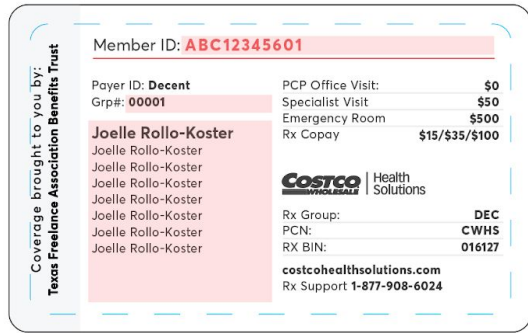 Coverage brought to you by:
Texas Freelance Association Benefits Trust
Member ID: ABC12345601
Payer ID: Decent
Grp#: 00001
Joelle Rollo-Koster
Joelle Rollo-Koster
Joelle Rollo-Koster
Joelle Rollo-Koster
Joelle Rollo-Koster
Joelle Rollo-Koster
Joelle Rollo-Koster
Joelle Rollo-Koster
PCP Office Visit: $0
Specialist Visit $50
Emergency Room $500
Rx Copay $15/$35/$100
COSTCO WHOLESALE Health Solutions
Rx Group: DEC
PCN: CWHS
RX BIN: 016127
costcohealthsolutions.com
Rx Support 1-877-908-6024